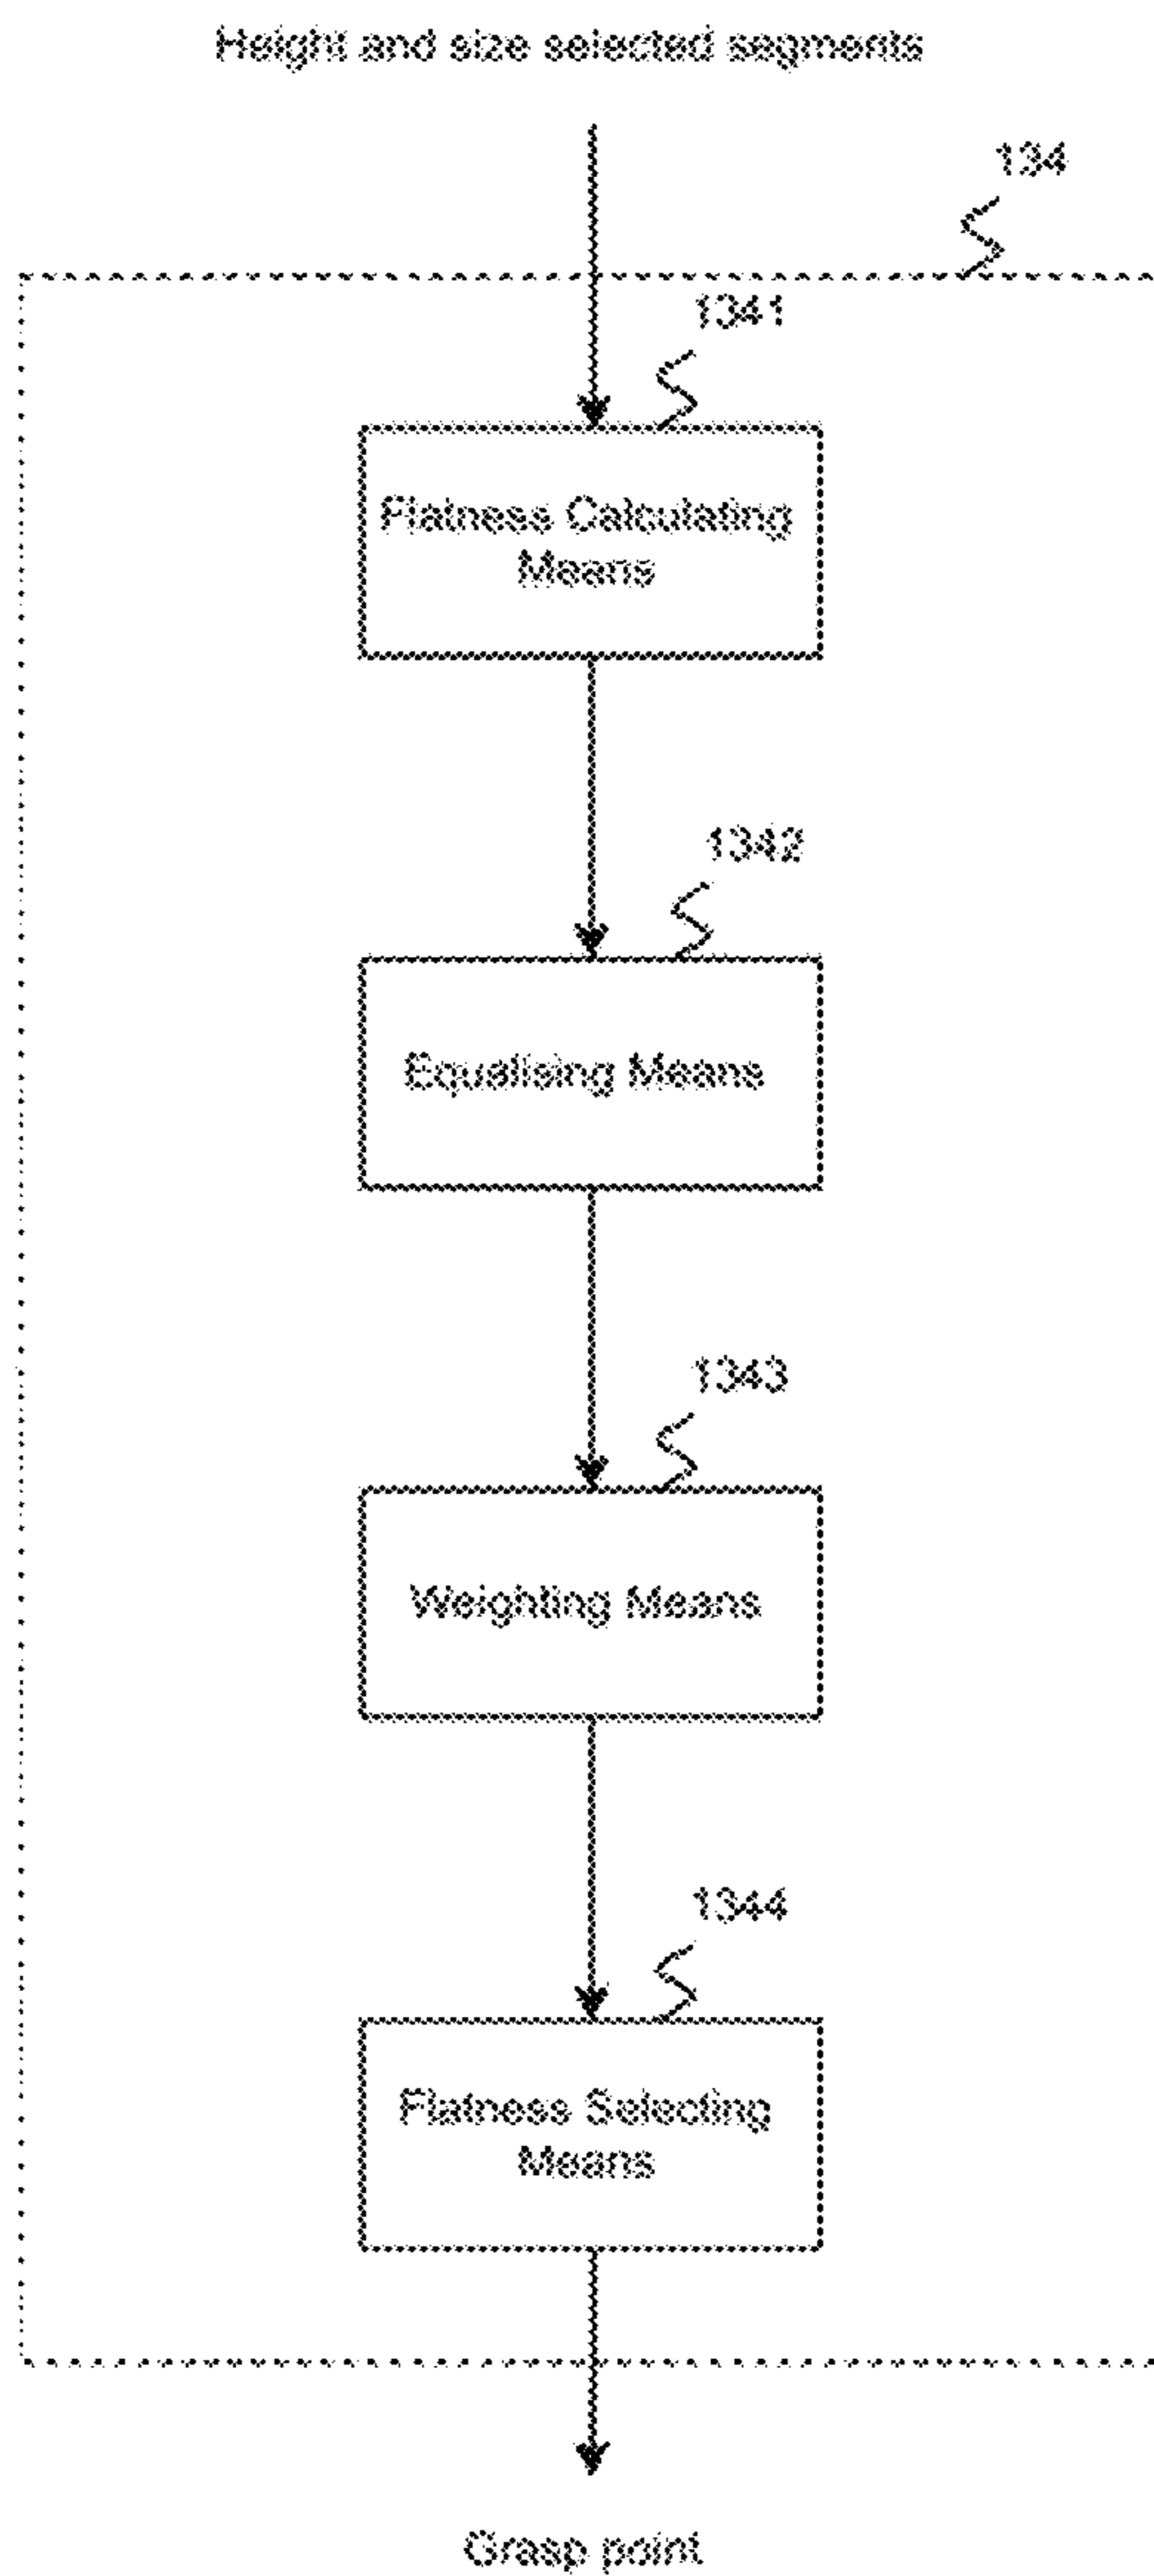 Height and size selected segments
134
1341
Flatness Calculating
Means
1342
Equalising Means
1343
Weighting Means
1344
Flatness Selecting
Means
Grasp point